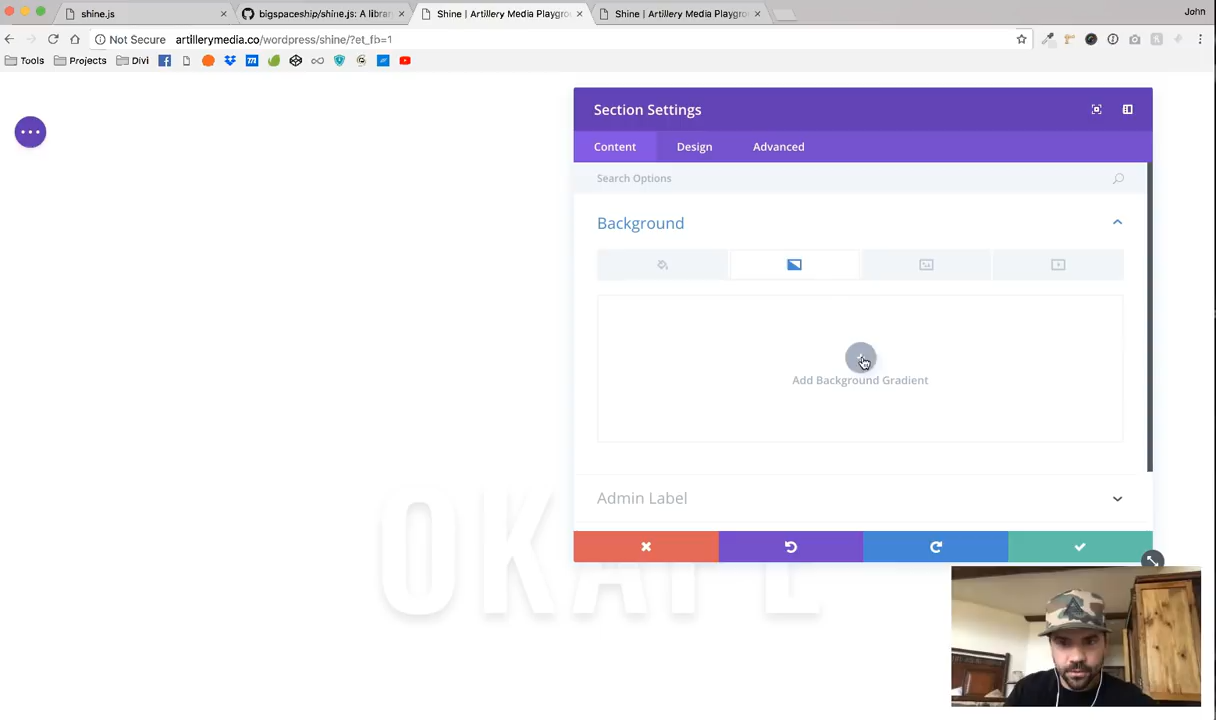 shine.js
bigspaceship/shine.js: A librar
Shine | Artillery Media Playgro
Shine | Artillery Media Playgro
John
Not Secure
artillerymedia.co/wordpress/shine/?et_fb=1
Tools
Projects
Divi
Section Settings
Content
Design
Advanced
Search Options
Background
Add Background Gradient
Admin Label